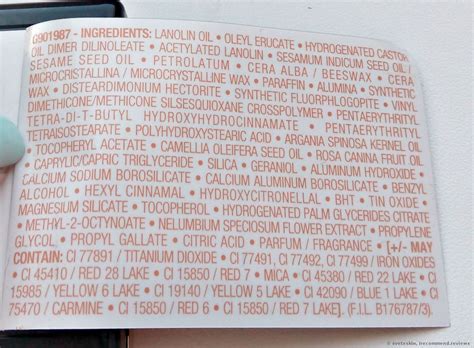 G901987 - INGREDIENTS: LANOLIN OIL • OLEYL ERUCATE • HYDROGENATED CASTOR
OIL DIMER DILINOLEATE • ACETYLATED LANOLIN • SESAMUM INDICUM SEED OIL /
SESAME SEED OIL • PETROLATUM • CERA ALBA / BEESWAX • CERA
MICROCRISTALLINA / MICROCRYSTALLINE WAX • PARAFFIN • ALUMINA • SYNTHETIC
WAX • DISTEARDIMONIUM HECTORITE • SYNTHETIC FLUORPHLOGOPITE • VINYL
DIMETHICONE/METHICONE SILSESQUIOXANE CROSSPOLYMER • PENTAERYTHRITYL
TETRA-DI-T-BUTYL HYDROXYHYDROCINNAMATE • PENTAERYTHRITYL
TETRAISOSTEARATE • POLYHYDROXYSTEARIC ACID • ARGANIA SPINOSA KERNEL OIL
• TOCOPHERYL ACETATE • CAMELLIA OLEIFERA SEED OIL • ROSA CANINA FRUIT OIL
• CAPRYLIC/CAPRIC TRIGLYCERIDE • SILICA • GERANIOL • ALUMINUM HYDROXIDE •
CALCIUM SODIUM BOROSILICATE • CALCIUM ALUMINUM BOROSILICATE • BENZYL
ALCOHOL • HEXYL CINNAMAL • HYDROXYCITRONELLAL • BHT • TIN OXIDE •
MAGNESIUM SILICATE • TOCOPHEROL • HYDROGENATED PALM GLYCERIDES CITRATE
• METHYL-2-OCTYNOATE • NELUMBIUM SPECIOSUM FLOWER EXTRACT • PROPYLENE
GLYCOL • PROPYL GALLATE • CITRIC ACID • PARFUM / FRAGRANCE • [+/- MAY
CONTAIN: CI 77891 / TITANIUM DIOXIDE • CI 77491, CI 77492, CI 77499 / IRON OXIDES
• CI 45410 / RED 28 LAKE • CI 15850 / RED 7 • MICA • CI 45380 / RED 22 LAKE • CI
15985 / YELLOW 6 LAKE • CI 19140 / YELLOW 5 LAKE • CI 42090 / BLUE 1 LAKE • CI
75470 / CARMINE • CI 15850 / RED 6 • CI 15850 / RED 7 LAKE]. (F.I.L. B176787/3).